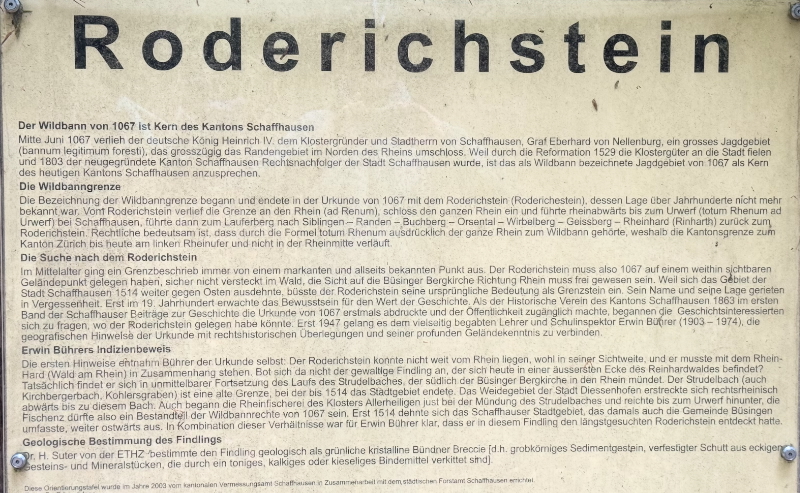 Roderichstein
Der Wildbann von 1067 ist Kern des Kantons Schaffhausen
Mitte Juni 1067 verlieh der deutsche König Heinrich IV. dem Klostergründer und Stadtherrn von Schaffhausen, Graf Eberhard von Nellenburg, ein grosses Jagdgebiet
(bannum legitimum foresti), das grosszügig das Randengebiet im Norden des Rheins umschloss. Weil durch die Reformation 1529 die Klostergüter an die Stadt fielen
und 1803 der neugegründete Kanton Schaffhausen Rechtsnachfolger der Stadt Schaffhausen wurde, ist das als Wildbann bezeichnete Jagdgebiet von 1067 als Kern
des heutigen Kantons Schaffhausen anzusprechen.
Die Wildbanngrenze
Die Bezeichnung der Wildbanngrenze begann und endete in der Urkunde von 1067 mit dem Roderichstein (Roderichestein), dessen Lage über Jahrhunderte nicht mehr
bekannt war. Vom Roderichstein verlief die Grenze an den Rhein (ad Renum), schloss den ganzen Rhein ein und führte rheinabwärts bis zum Urwerf (totum Rhenum ad
Urwerf) bei Schaffhausen, führte dann zum Lauferberg nach Siblingen – Randen – Buchberg – Orsental – Wirbelberg – Geissberg – Rheinhard (Rinharth) zurück zum
Roderichstein. Rechtliche bedeutsam ist, dass durch die Formel totum Rhenum ausdrücklich der ganze Rhein zum Wildbann gehörte, weshalb die Kantonsgrenze zum
Kanton Zürich bis heute am linken Rheinufer und nicht in der Rheinmitte verläuft.
Die Suche nach dem Roderichstein
Im Mittelalter ging ein Grenzbeschrieb immer von einem markanten und allseits bekannten Punkt aus. Der Roderichstein muss also 1067 auf einem weithin sichtbaren
Geländepunkt gelegen haben, sicher nicht versteckt im Wald, die Sicht auf die Büsinger Bergkirche Richtung Rhein muss frei gewesen sein. Weil sich das Gebiet der
Stadt Schaffhausen 1514 weiter gegen Osten ausdehnte, büsste der Roderichstein seine ursprüngliche Bedeutung als Grenzstein ein. Sein Name und seine Lage gerieten
in Vergessenheit. Erst im 19. Jahrhundert erwachte das Bewusstsein für den Wert der Geschichte. Als der Historische Verein des Kantons Schaffhausen 1863 im ersten
Band der Schaffhauser Beiträge zur Geschichte die Urkunde von 1067 erstmals abdruckte und der Öffentlichkeit zugänglich machte, begannen die Geschichtsinteressierten
sich zu fragen, wo der Roderichstein gelegen habe könnte. Erst 1947 gelang es dem vielseitig begabten Lehrer und Schulinspektor Erwin Bührer (1903 – 1974), die
geografischen Hinweise der Urkunde mit rechtshistorischen Überlegungen und seiner profunden Geländekenntnis zu verbinden.
Erwin Bührers Indizienbeweis
Die ersten Hinweise entnahm Bührer der Urkunde selbst: Der Roderichstein konnte nicht weit vom Rhein liegen, wohl in seiner Sichtweite, und er musste mit dem Rhein-
Hard (Wald am Rhein) in Zusammenhang stehen. Bot sich da nicht der gewaltige Findling an, der sich heute in einer äussersten Ecke des Reinhardwaldes befindet?
Tatsächlich findet er sich in unmittelbarer Fortsetzung des Laufs des Strudelbaches, der südlich der Büsinger Bergkirche in den Rhein mündet. Der Strudelbach (auch
Kirchbergerbach, Kohlersgraben) ist eine alte Grenze, bei der bis 1514 das Stadtgebiet endete. Das Weidegebiet der Stadt Diessenhofen erstreckte sich rechtsrheinisch
abwärts bis zu diesem Bach. Auch begann die Rheinfischerei des Klosters Allerheiligen just bei der Mündung des Strudelbaches und reichte bis zum Urwerf hinunter, die
Fischenz dürfte also ein Bestandteil der Wildbannrechte von 1067 sein. Erst 1514 dehnte sich das Schaffhauser Stadtgebiet, das damals auch die Gemeinde Büsingen
umfasste, weiter ostwärts aus. In Kombination dieser Verhältnisse war für Erwin Bührer klar, dass er in diesem Findling den längstgesuchten Roderichstein entdeckt hatte.
Geologische Bestimmung des Findlings
Dr. H. Suter von der ETHZ bestimmte den Findling geologisch als grünliche kristalline Bündner Breccie [d.h. grobkörniges Sedimentgestein, verfestigter Schutt aus eckigen
Gesteins- und Mineralstücken, die durch ein toniges, kalkiges oder kieseliges Bindemittel verkittet sind].
Diese Orientierungstafel wurde im Jahre 2003 vom kantonalen Vermessungsamt Schaffhausen in Zusammenarbeit mit dem städtischen Forstamt Schaffhausen errichtet.